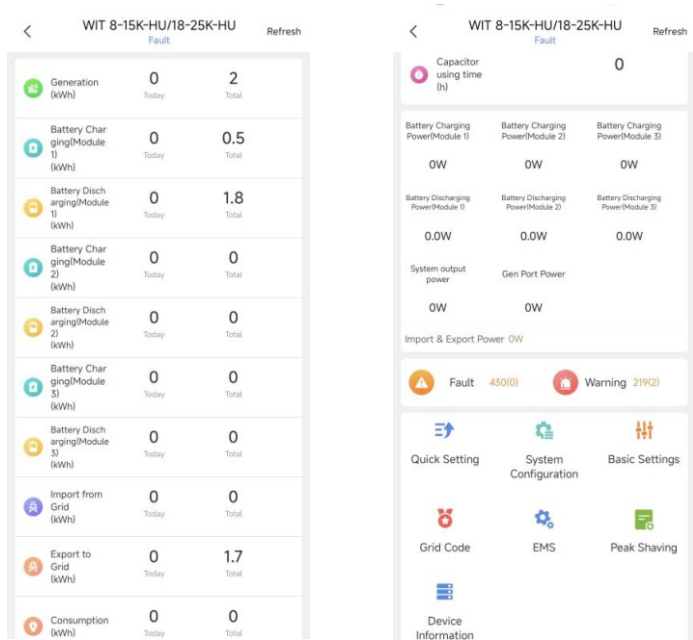 WIT 8-15K-HU/18-25K-HU
Fault
Refresh
Generation
(kWh)
0
Today
2
Total
Battery Char
ging(Module
1)
(kWh)
0
Today
0.5
Total
Battery Disch
arging(Module
1)
(kWh)
0
Today
1.8
Total
Battery Char
ging(Module
2)
(kWh)
0
Today
0
Total
Battery Disch
arging(Module
2)
(kWh)
0
Today
0
Total
Battery Char
ging(Module
3)
(kWh)
0
Today
0
Total
Battery Disch
arging(Module
3)
(kWh)
0
Today
0
Total
Import from
Grid
(kWh)
0
Today
0
Total
Export to
Grid
(kWh)
0
Today
1.7
Total
Consumption
(kWh)
0
Today
0
Total
WIT 8-15K-HU/18-25K-HU
Fault
Refresh
Capacitor
using time
(h)
0
Battery Charging
Power(Module 1)
0W
Battery Charging
Power(Module 2)
0W
Battery Charging
Power(Module 3)
0W
Battery Discharging
Power(Module 1)
0.0W
Battery Discharging
Power(Module 2)
0.0W
Battery Discharging
Power(Module 3)
0.0W
System output
power
0W
Gen Port Power
0W
Import & Export Power 0W
Fault 430(0)
Warning 219(2)
Quick Setting
System
Configuration
Basic Settings
Grid Code
EMS
Peak Shaving
Device
Information